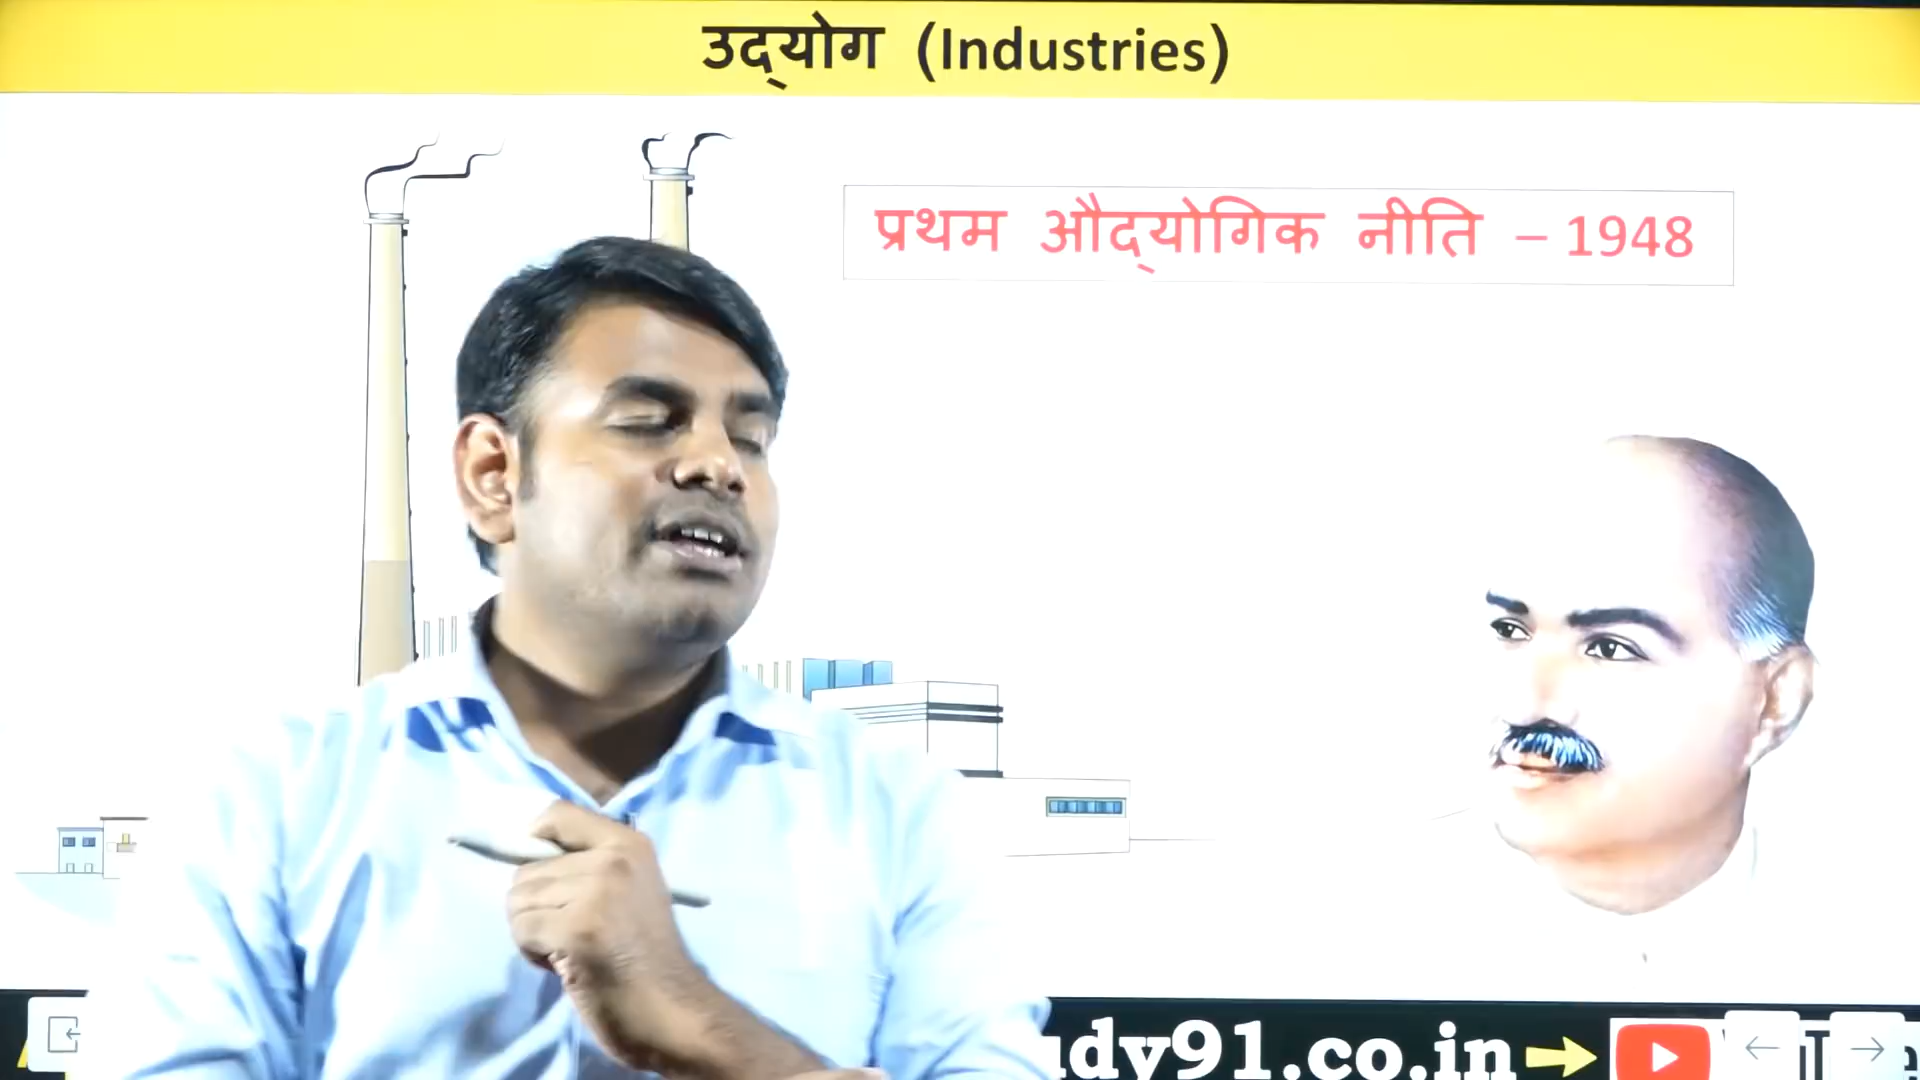 उद्‌योग (Industries)
प्रथम औद्‌योगिक नीति – 1948
dy91.co.in